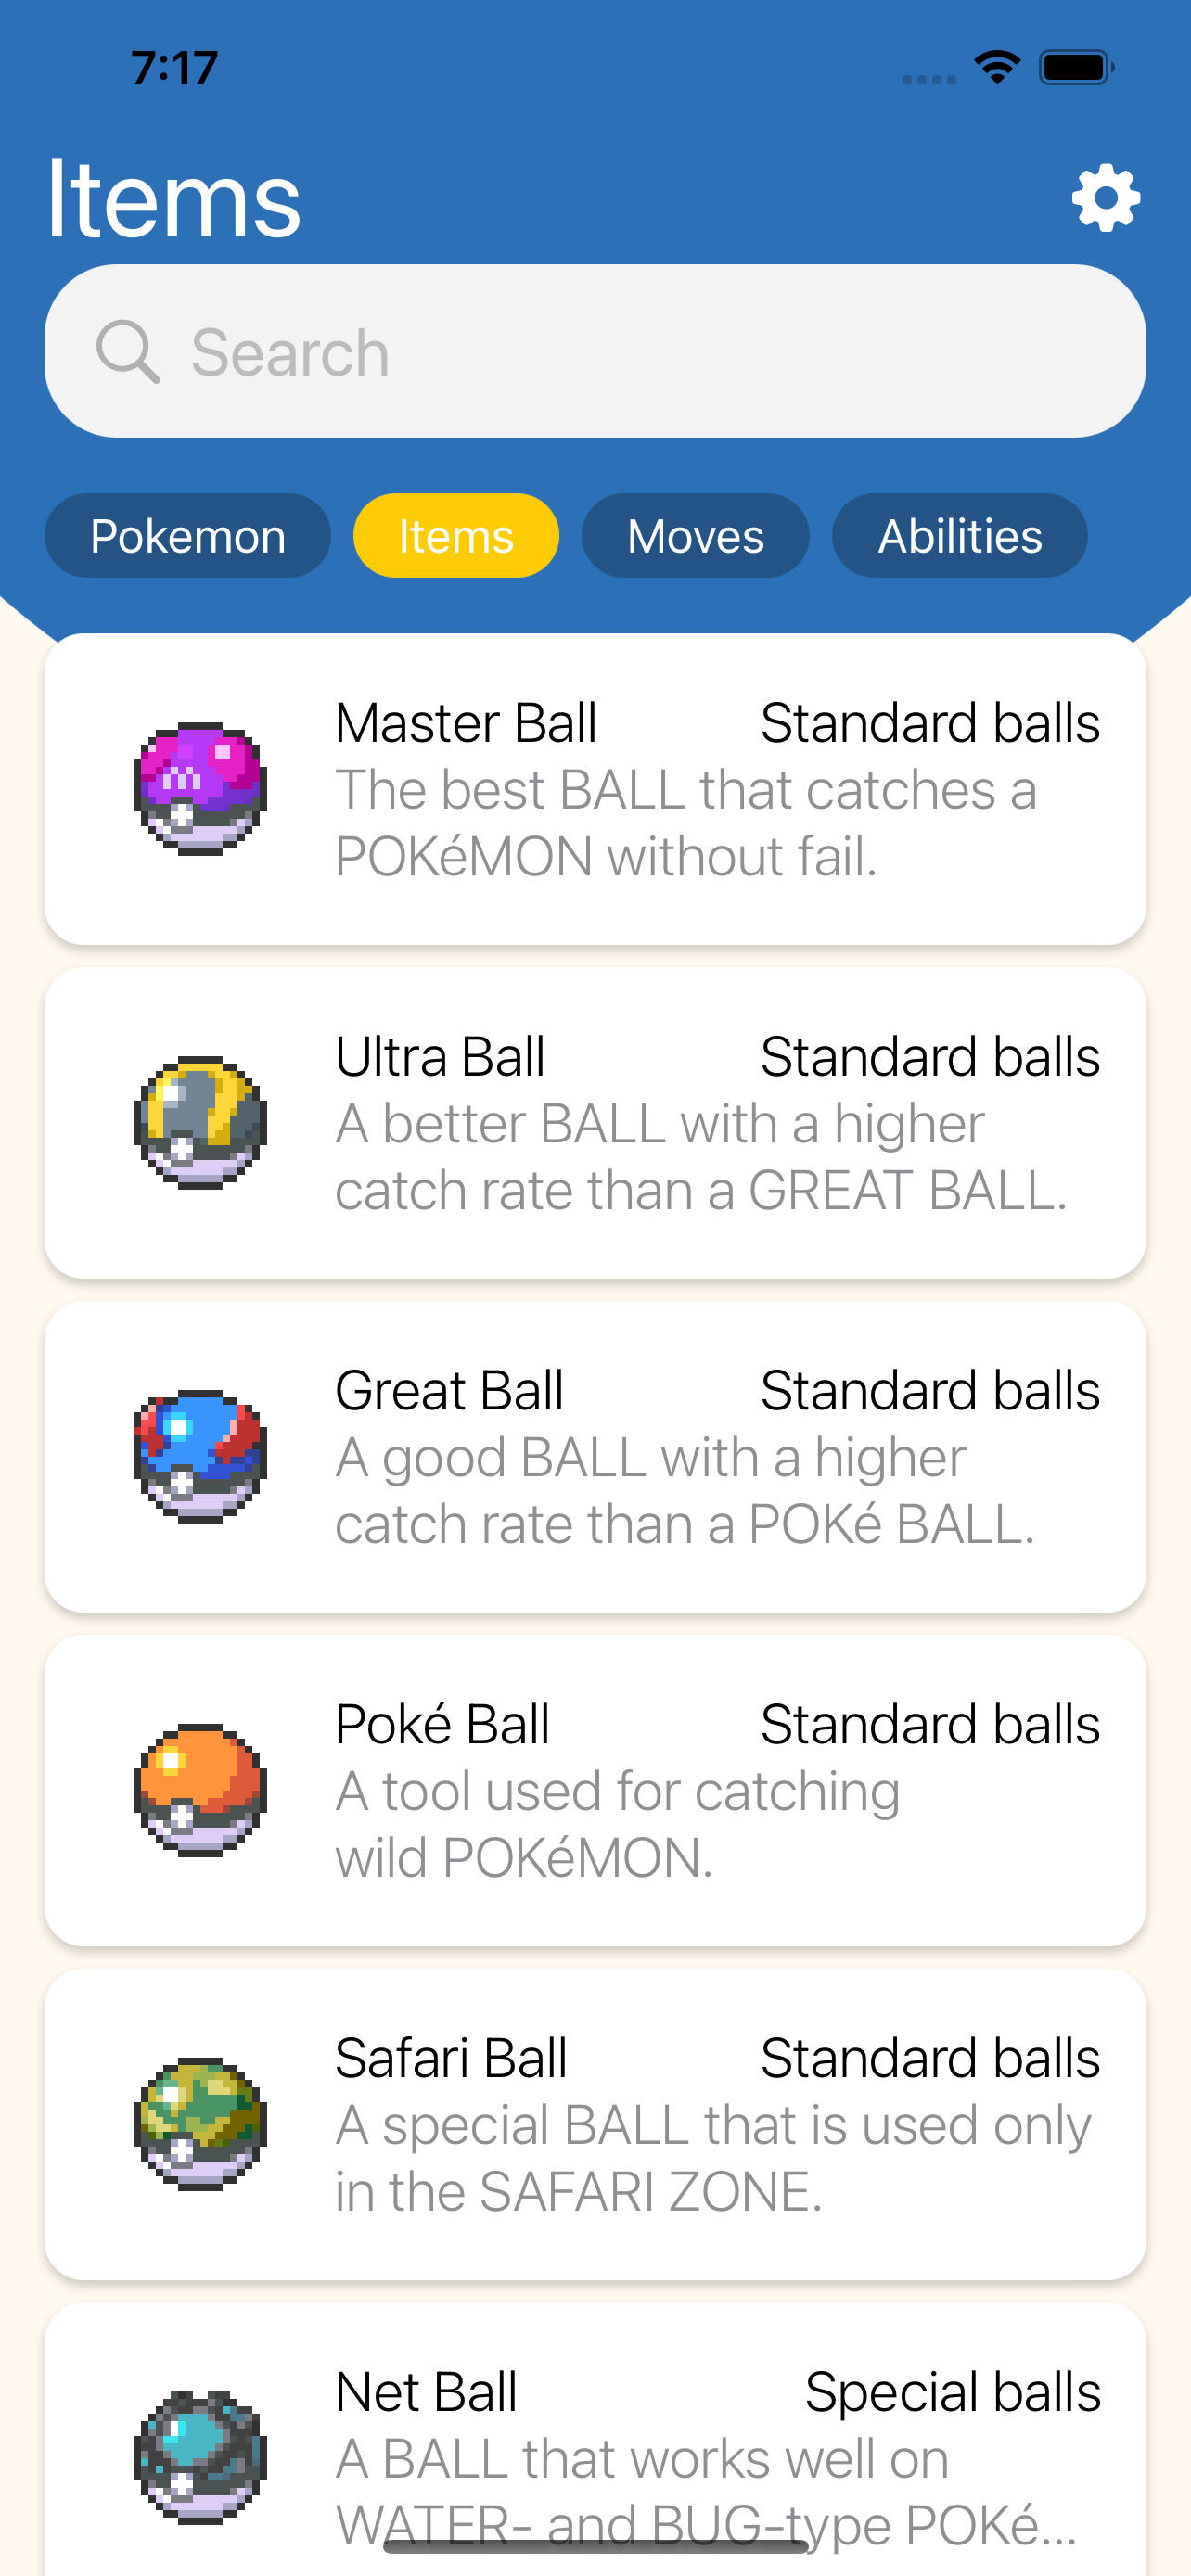 7:17
Items
Search
Pokemon Items Moves Abilities
Master Ball Standard balls
The best BALL that catches a
POKéMON without fail.
Ultra Ball Standard balls
A better BALL with a higher
catch rate than a GREAT BALL.
Great Ball Standard balls
A good BALL with a higher
catch rate than a POKé BALL.
Poké Ball Standard balls
A tool used for catching
wild POKéMON.
Safari Ball Standard balls
A special BALL that is used only
in the SAFARI ZONE.
Net Ball Special balls
A BALL that works well on
WATER- and BUG-type POKé...